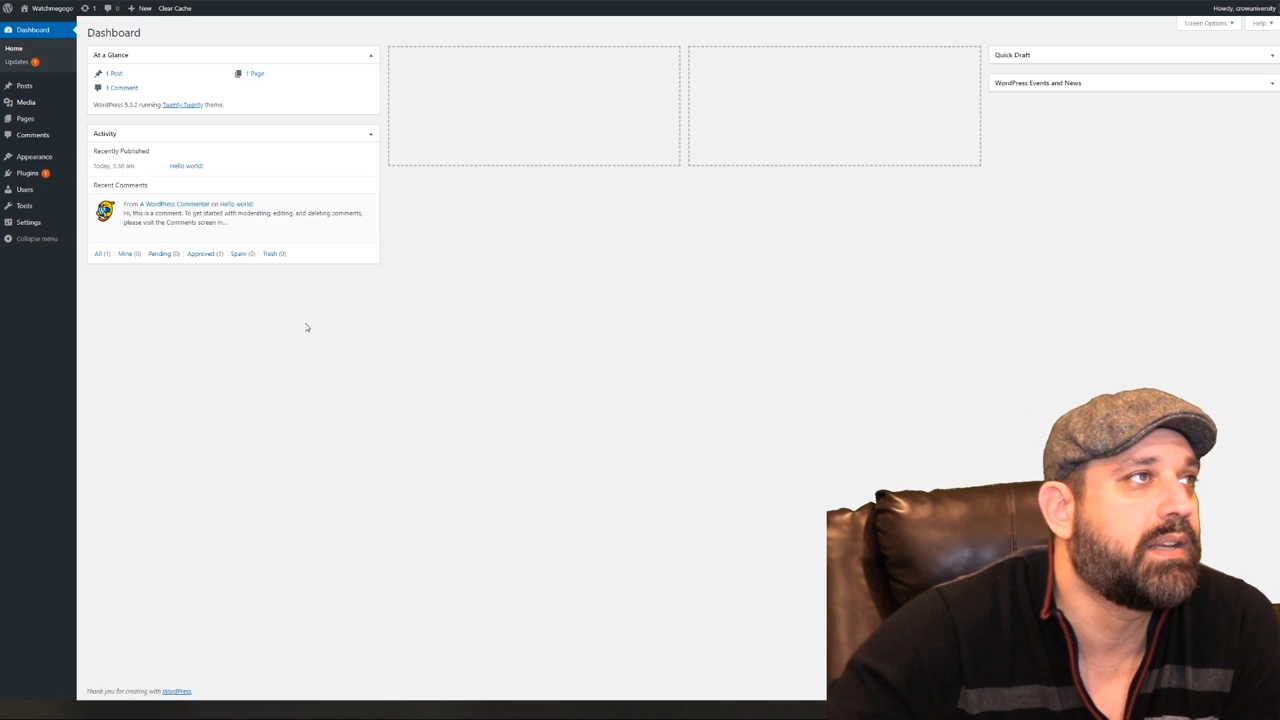 Watchmegogo 1 0 New Clear Cache Howdy, crowuniversity
Dashboard
Home
Updates 1
Posts
Media
Pages
Comments
Appearance
Plugins 1
Users
Tools
Settings
Collapse menu
Screen Options Help
Dashboard
At a Glance
1 Post 1 Page
1 Comment
WordPress 5.3.2 running Twenty Twenty theme.
Activity
Recently Published
Today, 5:38 am Hello world!
Recent Comments
From A WordPress Commenter on Hello world!
Hi, this is a comment. To get started with moderating, editing, and deleting comments,
please visit the Comments screen in...
All (1) | Mine (0) | Pending (0) | Approved (1) | Spam (0) | Trash (0)
Quick Draft
WordPress Events and News
Thank you for creating with WordPress.